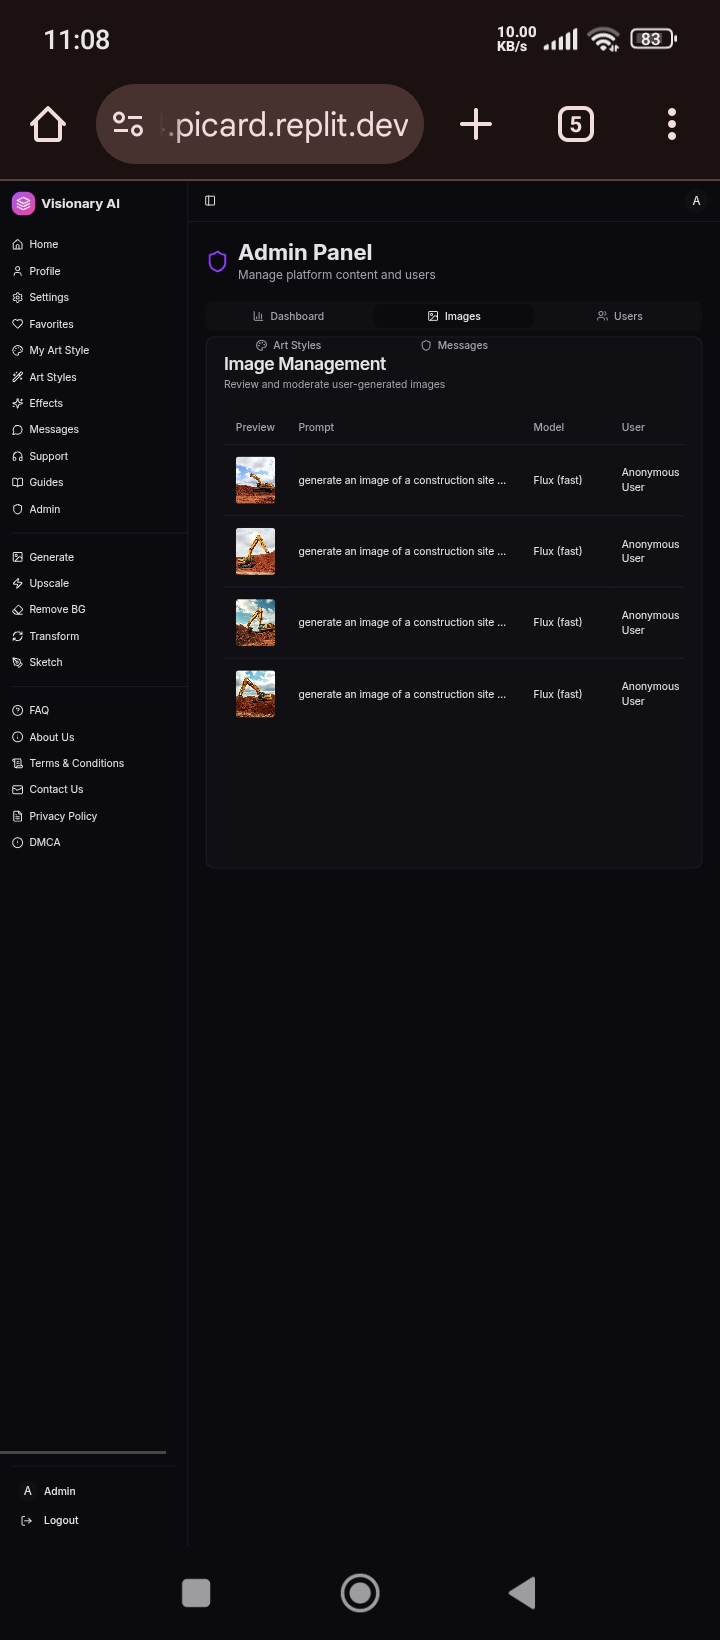 11:08
10.00
KB/s
83
.picard.replit.dev
5
Visionary AI
A
Home
Profile
Settings
Favorites
My Art Style
Art Styles
Effects
Messages
Support
Guides
Admin
Generate
Upscale
Remove BG
Transform
Sketch
FAQ
About Us
Terms & Conditions
Contact Us
Privacy Policy
DMCA
A Admin
Logout
Admin Panel
Manage platform content and users
Dashboard Images Users
Art Styles Messages
Image Management
Review and moderate user-generated images
Preview Prompt Model User
generate an image of a construction site ... Flux (fast) Anonymous
User
generate an image of a construction site ... Flux (fast) Anonymous
User
generate an image of a construction site ... Flux (fast) Anonymous
User
generate an image of a construction site ... Flux (fast) Anonymous
User